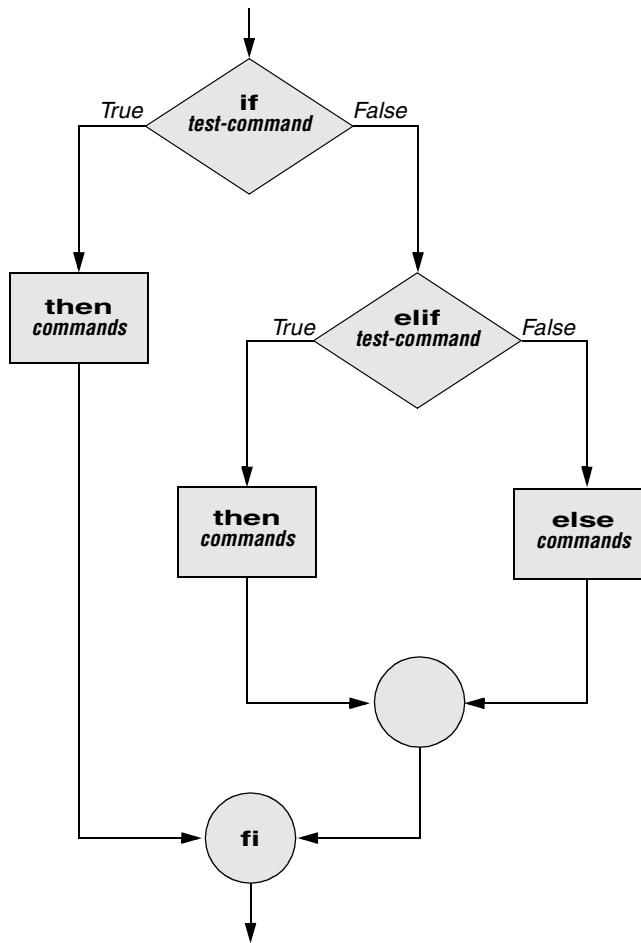 if
test-command
True
False
then
commands
elif
test-command
True
False
then
commands
else
commands
fi